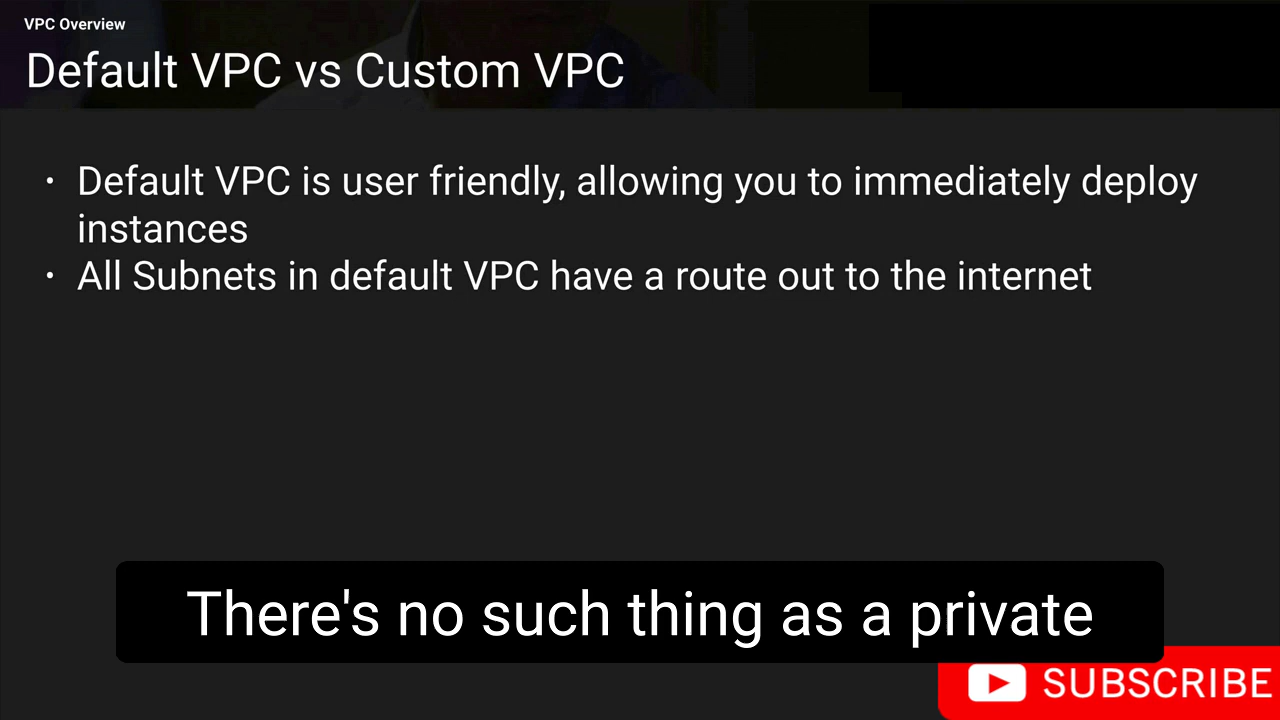 VPC Overview
Default VPC vs Custom VPC
• Default VPC is user friendly, allowing you to immediately deploy
instances
• All Subnets in default VPC have a route out to the internet
There's no such thing as a private
SUBSCRIBE